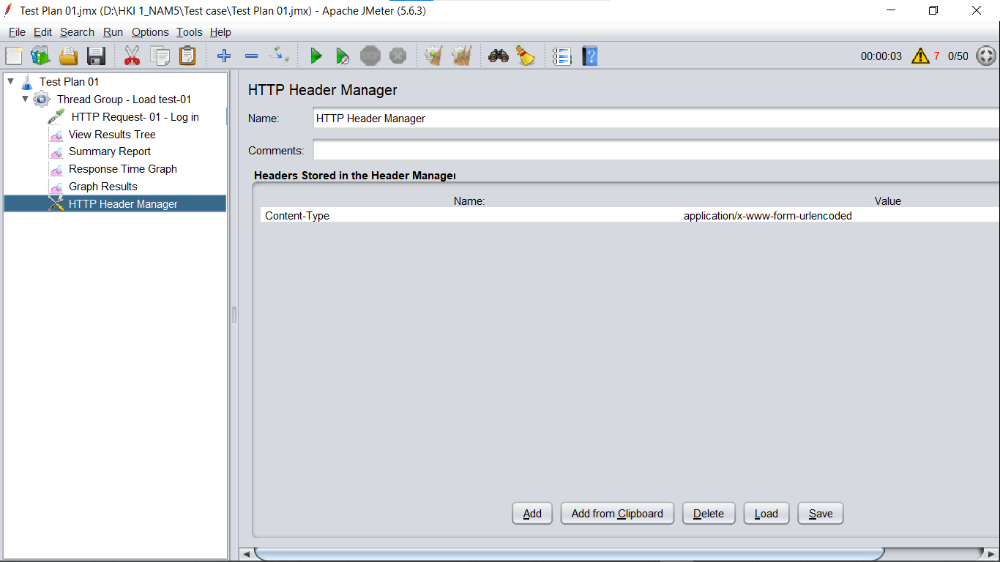 Test Plan 01.jmx (D:\HKI 1_NAM5\Test case\Test Plan 01.jmx) - Apache JMeter (5.6.3)
File Edit Search Run Options Tools Help
STOP 00:00:03 7 0/50
Test Plan 01
Thread Group - Load test-01
HTTP Request- 01 - Log in
View Results Tree
Summary Report
Response Time Graph
Graph Results
HTTP Header Manager
HTTP Header Manager
Name: HTTP Header Manager
Comments:
Headers Stored in the Header Manager
Name: Value
Content-Type application/x-www-form-urlencoded
Add Add from Clipboard Delete Load Save